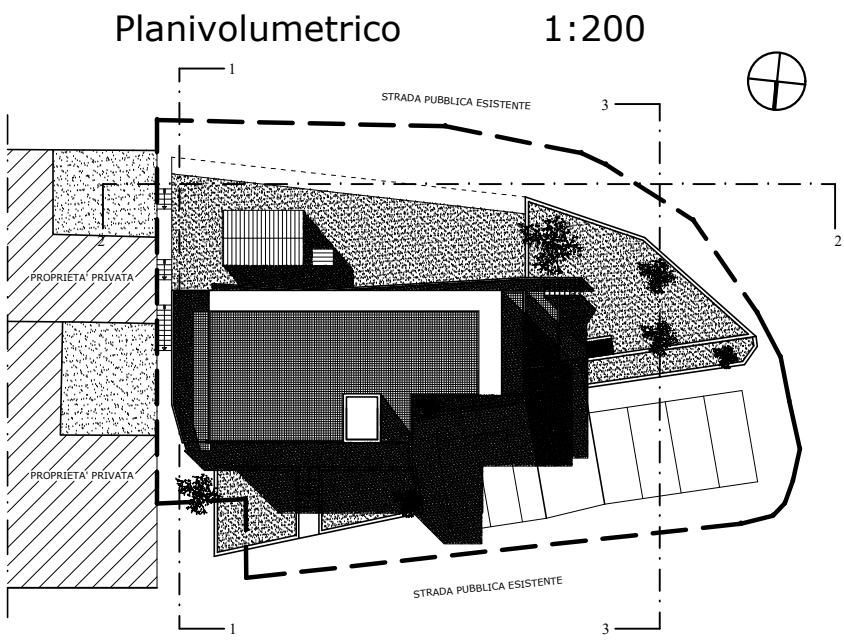 Planivolumetrico 1:200
1
STRADA PUBBLICA ESISTENTE
3
2
2
PROPRIETA' PRIVATA
PROPRIETA' PRIVATA
STRADA PUBBLICA ESISTENTE
1
3